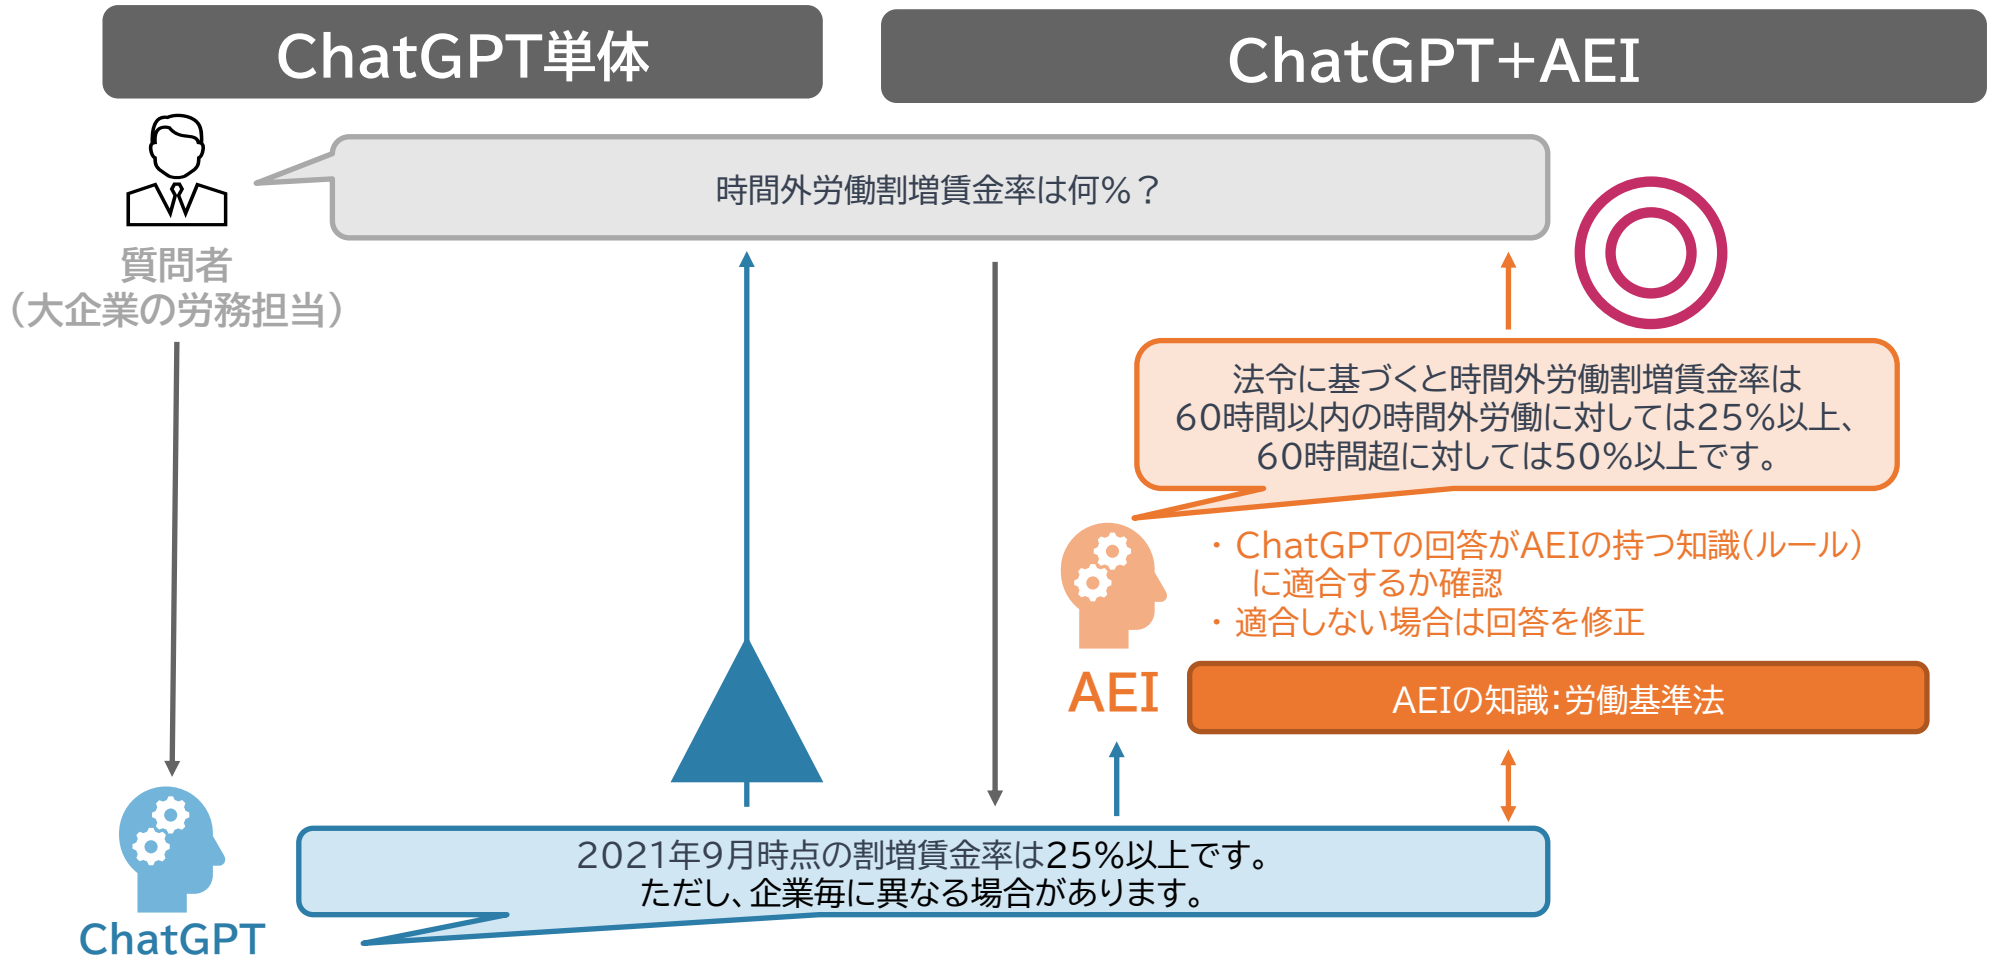 ChatGPT単体
ChatGPT+AEI
時間外労働割増賃金率は何%？
質問者
（大企業の労務担当）
法令に基づくと時間外労働割増賃金率は
60時間以内の時間外労働に対しては25%以上、
60時間超に対しては50%以上です。
・ChatGPTの回答がAEIの持つ知識（ルール）
に適合するか確認
・適合しない場合は回答を修正
AEI
AEIの知識：労働基準法
2021年9月時点の割増賃金率は25%以上です。
ただし、企業毎に異なる場合があります。
ChatGPT